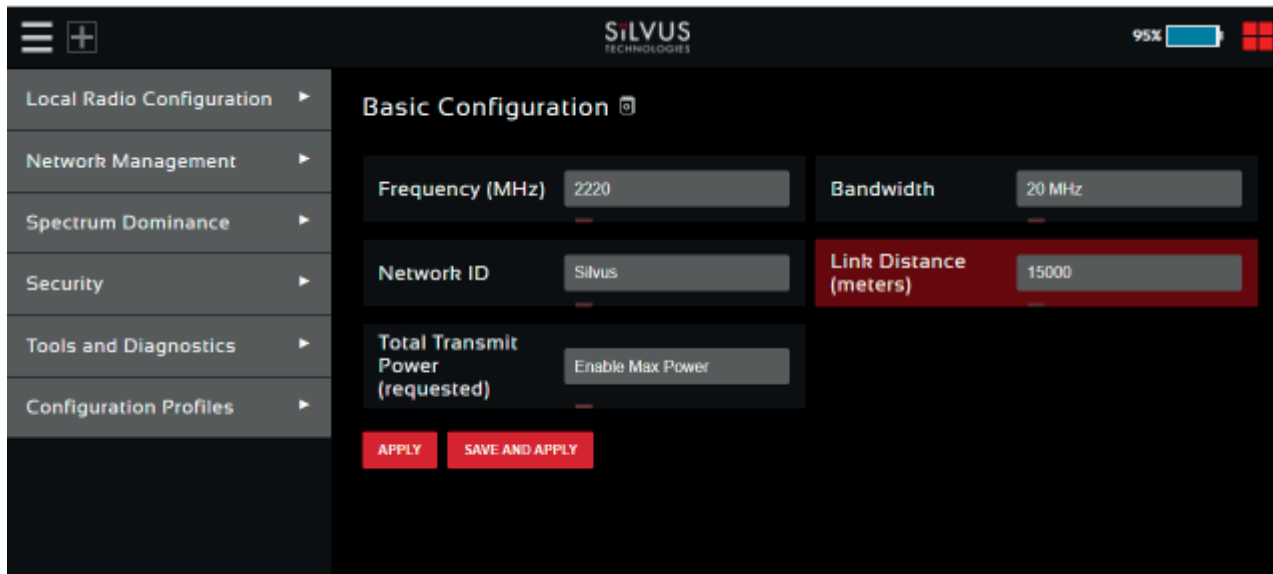 SiLVUS
TECHNOLOGIES
95%
Local Radio Configuration
Network Management
Spectrum Dominance
Security
Tools and Diagnostics
Configuration Profiles
Basic Configuration
Frequency (MHz) 2220
Bandwidth 20 MHz
Network ID Silvus
Link Distance
(meters) 15000
Total Transmit
Power
(requested) Enable Max Power
APPLY SAVE AND APPLY